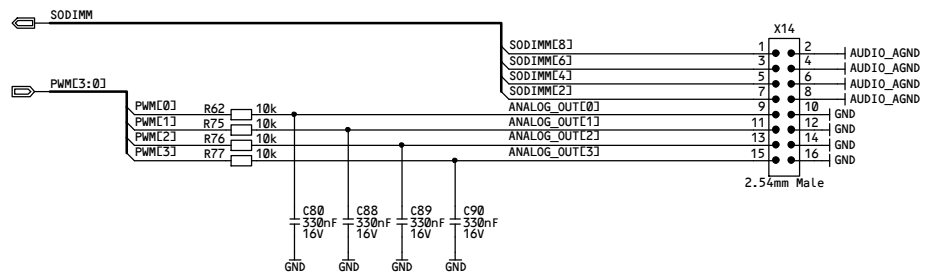 SODIMM
X14
SODIMM[8] 1 2 AUDIO_AGND
SODIMM[6] 3 4 AUDIO_AGND
SODIMM[4] 5 6 AUDIO_AGND
SODIMM[2] 7 8 AUDIO_AGND
PWM[3:0]
PWM[0] R62 10k ANALOG_OUT[0] 9 10 GND
PWM[1] R75 10k ANALOG_OUT[1] 11 12 GND
PWM[2] R76 10k ANALOG_OUT[2] 13 14 GND
PWM[3] R77 10k ANALOG_OUT[3] 15 16 GND
2.54mm Male
C80 C88 C89 C90
330nF 330nF 330nF 330nF
16V 16V 16V 16V
GND GND GND GND